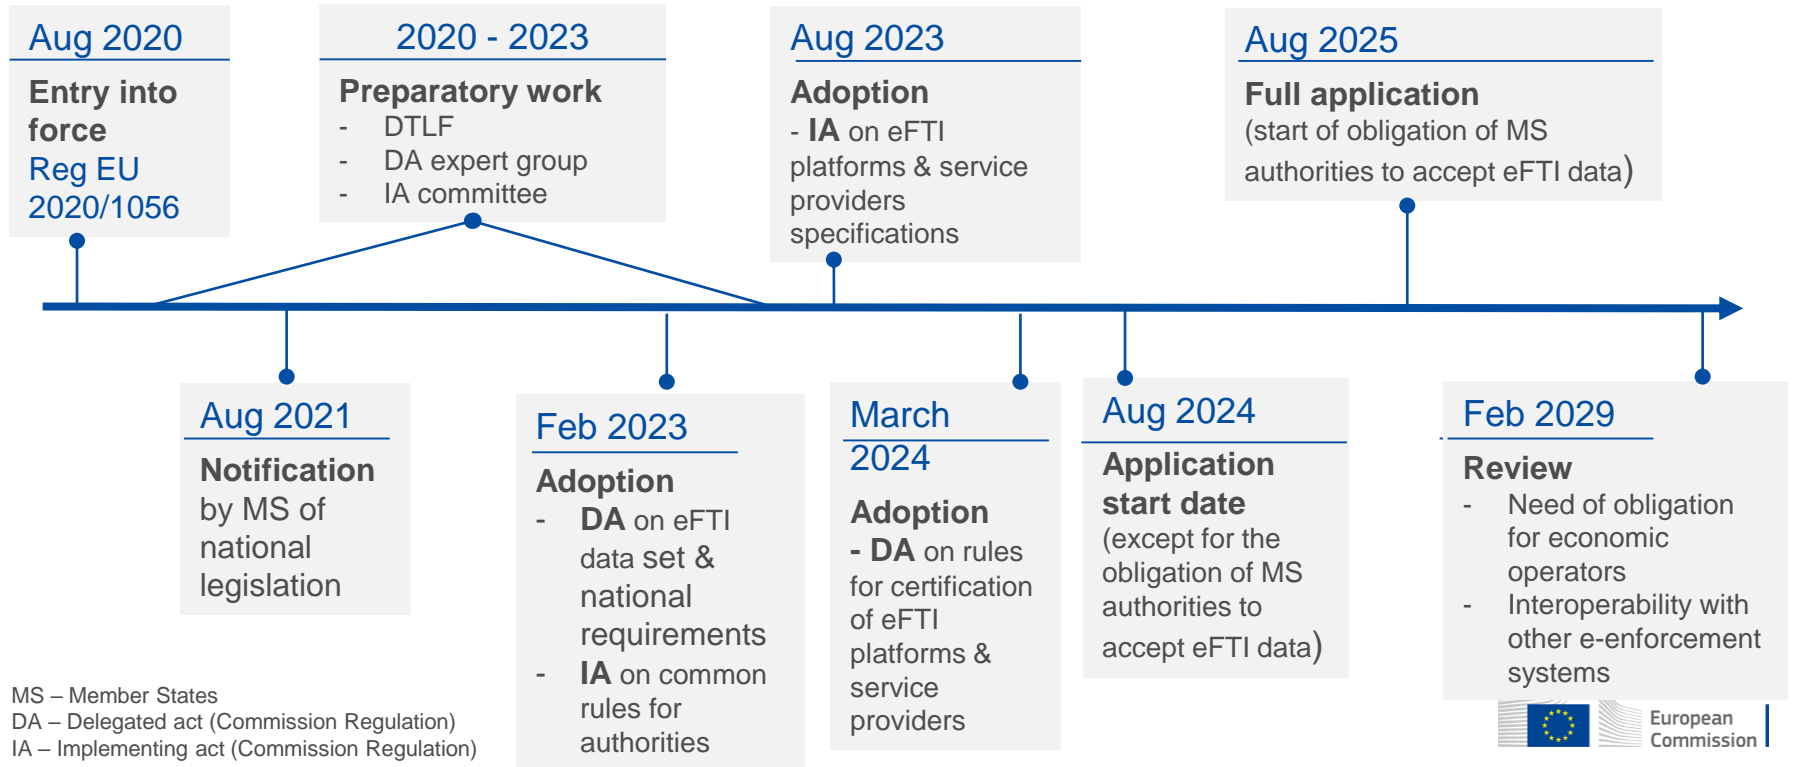 Aug 2020
Entry into
force
Reg EU
2020/1056
2020 - 2023
Preparatory work
- DTLF
- DA expert group
- IA committee
Aug 2023
Adoption
- IA on eFTI
platforms & service
providers
specifications
Aug 2025
Full application
(start of obligation of MS
authorities to accept eFTI data)
Aug 2021
Notification
by MS of
national
legislation
Feb 2023
Adoption
- DA on eFTI
data set &
national
requirements
- IA on common
rules for
authorities
March
2024
Adoption
- DA on rules
for certification
of eFTI
platforms &
service
providers
Aug 2024
Application
start date
(except for the
obligation of MS
authorities to
accept eFTI data)
Feb 2029
Review
- Need of obligation
for economic
operators
- Interoperability with
other e-enforcement
systems
MS – Member States
DA – Delegated act (Commission Regulation)
IA – Implementing act (Commission Regulation)
European
Commission